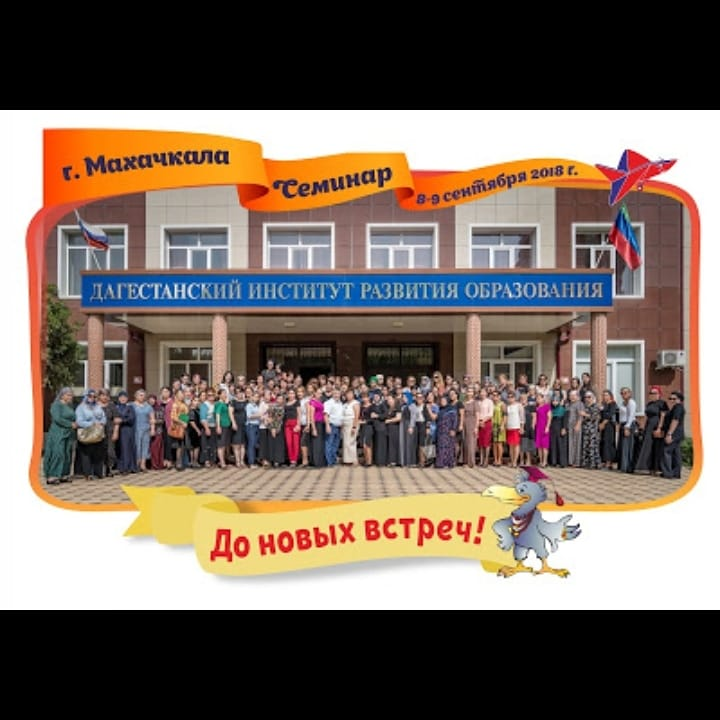 г. Махачкала
Семинар
8-9 сентября 2018 г.
ДАГЕСТАНСКИЙ ИНСТИТУТ РАЗВИТИЯ ОБРАЗОВАНИЯ
До новых встреч!